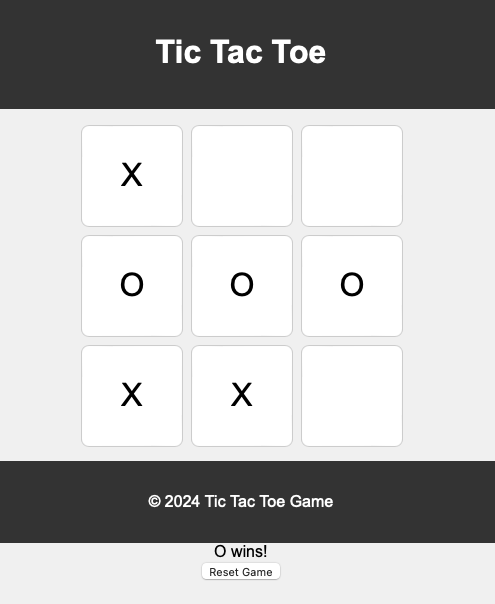 Tic Tac Toe
X
O O O
X X
© 2024 Tic Tac Toe Game
O wins!
Reset Game